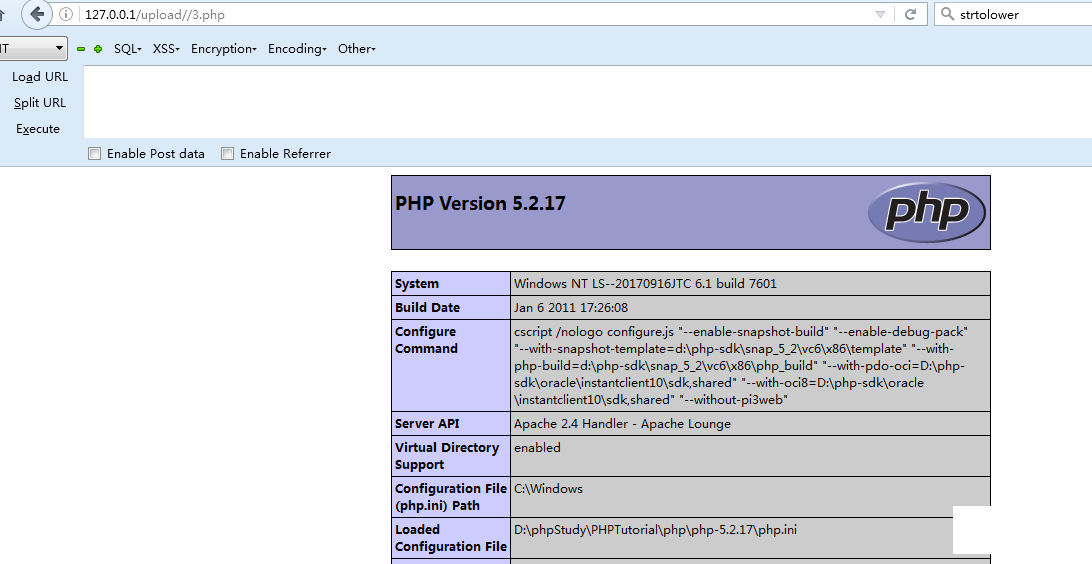 127.0.0.1/upload//3.php
strtolower
SQL- XSS- Encryption- Encoding- Other-
Load URL
Split URL
Execute
Enable Post data Enable Referrer
PHP Version 5.2.17
php
System Windows NT LS--20170916JTC 6.1 build 7601
Build Date Jan 6 2011 17:26:08
Configure Command cscript /nologo configure.js "--enable-snapshot-build" "--enable-debug-pack"
"--with-snapshot-template=d:\php-sdk\snap_5_2\vc6\x86\template" "--with-
php-build=d:\php-sdk\snap_5_2\vc6\x86\php_build" "--with-pdo-oci=D:\php-
sdk\oracle\instantclient10\sdk,shared" "--with-oci8=D:\php-sdk\oracle
\instantclient10\sdk,shared" "--without-pi3web"
Server API Apache 2.4 Handler - Apache Lounge
Virtual Directory Support enabled
Configuration File (php.ini) Path C:\Windows
Loaded Configuration File D:\phpStudy\PHPTutorial\php\php-5.2.17\php.ini